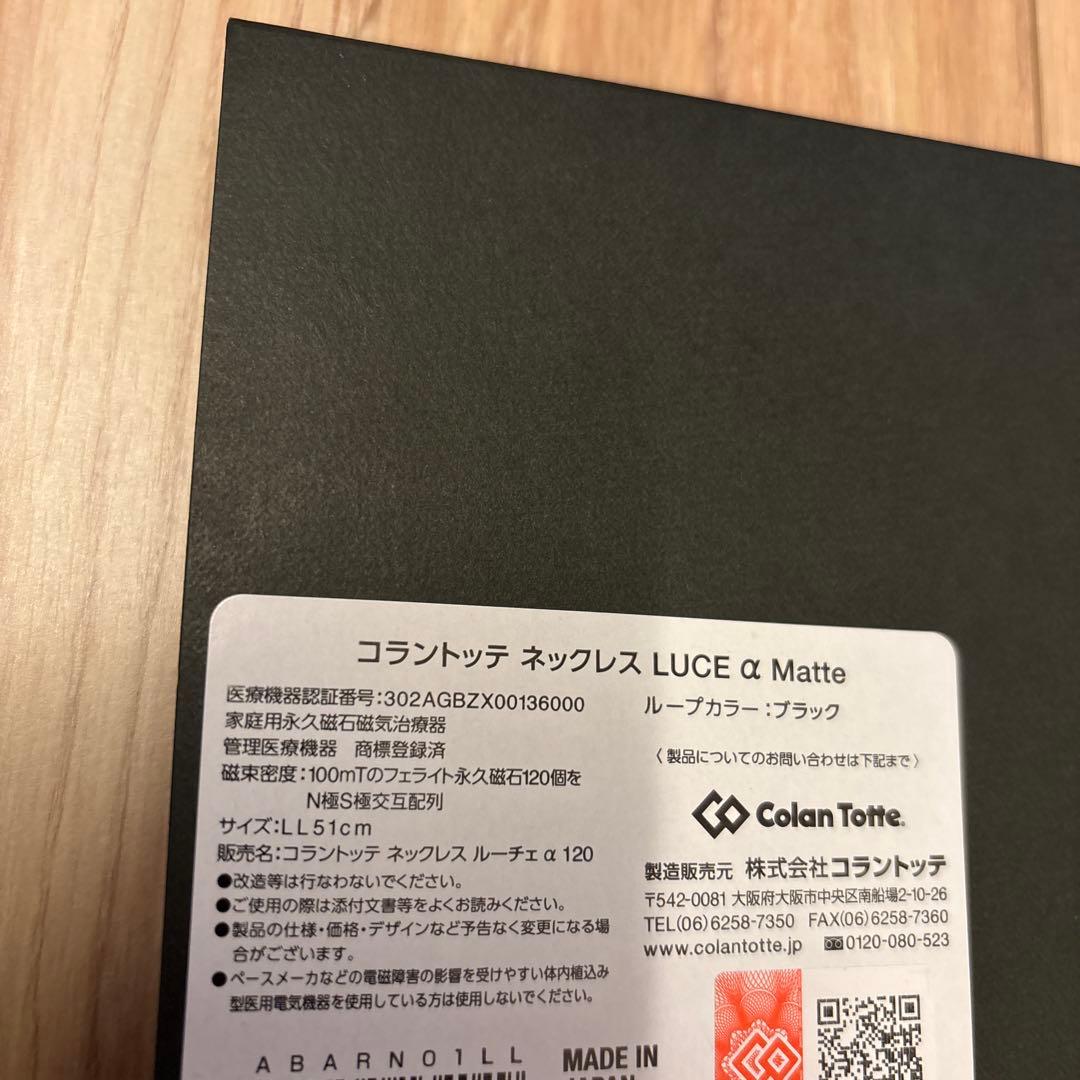 コラントッテ ネックレス LUCE α Matte
医療機器認証番号:302AGBZX00136000
家庭用永久磁石磁気治療器
管理医療機器 商標登録済
磁束密度:100mTのフェライト永久磁石120個を
N極S極交互配列
サイズ:LL51cm
販売名:コラントッテ ネックレス ルーチェ α 120
●改造等は行なわないでください。
●ご使用の際は添付文書等をよくお読みください。
●製品の仕様・価格・デザインなど予告なく変更になる場
合がございます。
●ペースメーカなどの電磁障害の影響を受けやすい体内植込み
型医用電気機器を使用している方は使用しないでください。
ABARN01LL
MADE IN
JAPAN
ループカラー:ブラック
〈製品についてのお問い合わせは下記まで〉
Colan Totte
製造販売元 株式会社コラントッテ
〒542-0081 大阪府大阪市中央区南船場2-10-26
TEL(06)6258-7350 FAX(06)6258-7360
www.colantotte.jp 0120-080-523